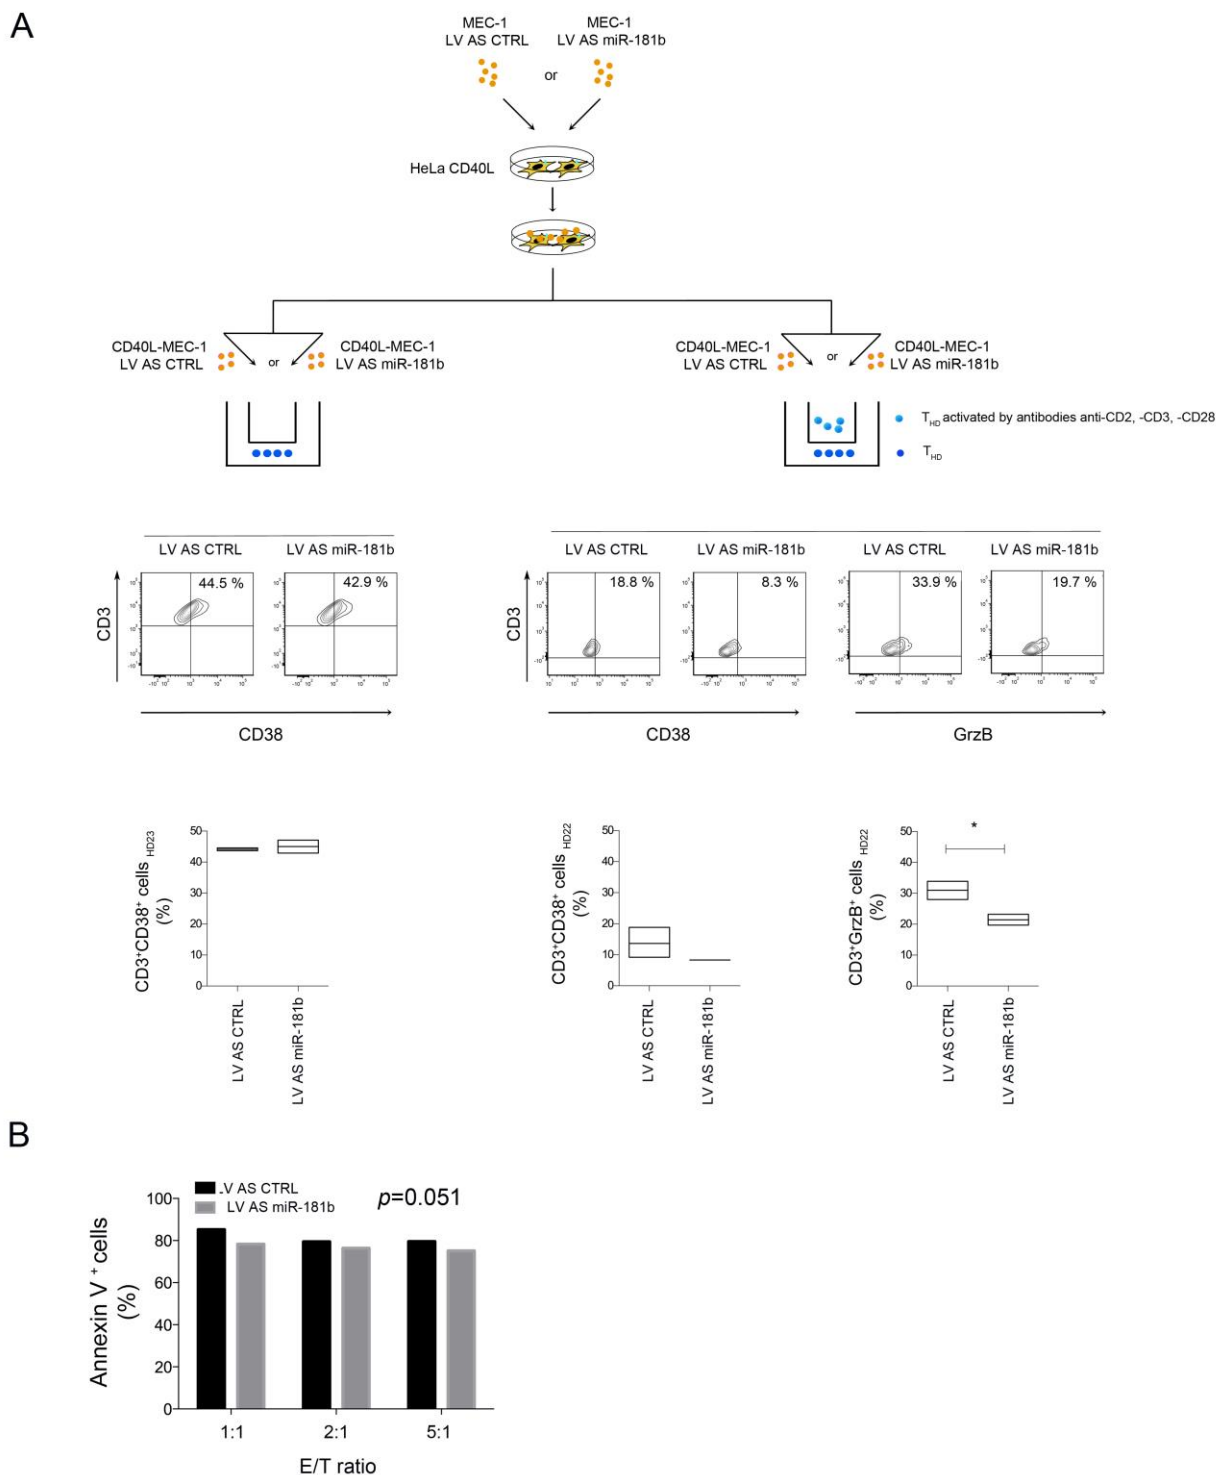 A
MEC-1
LV AS CTRL
or
MEC-1
LV AS miR-181b
HeLa CD40L
CD40L-MEC-1
LV AS CTRL
or
CD40L-MEC-1
LV AS miR-181b
CD40L-MEC-1
LV AS CTRL
or
CD40L-MEC-1
LV AS miR-181b
THD activated by antibodies anti-CD2, -CD3, -CD28
THD
LV AS CTRL
LV AS miR-181b
44.5 %
42.9 %
CD3
CD38
LV AS CTRL
LV AS miR-181b
LV AS CTRL
LV AS miR-181b
18.8 %
8.3 %
33.9 %
19.7 %
CD3
CD38
GrzB
CD3+CD38+ cells HD23
(%)
50
40
30
20
10
0
LV AS CTRL
LV AS miR-181b
CD3+CD38+ cells HD22
(%)
50
40
30
20
10
0
LV AS CTRL
LV AS miR-181b
CD3+GrzB+ cells HD22
(%)
50
40
30
20
10
0
*
LV AS CTRL
LV AS miR-181b
B
.V AS CTRL
LV AS miR-181b
p=0.051
Annexin V + cells
(%)
100
80
60
40
20
0
1:1
2:1
5:1
E/T ratio